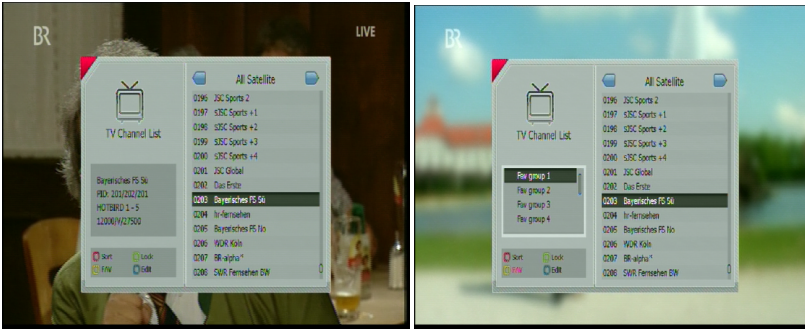 BR
LIVE
TV Channel List
Bayerisches FS Sü
PID: 201/202/201
HOTBIRD 1 - 5
12000/V/27500
Sort
Lock
FAV
Edit
All Satellite
0196 JSC Sports 2
0197 sJSC Sports +1
0198 sJSC Sports +2
0199 sJSC Sports +3
0200 sJSC Sports +4
0201 JSC Global
0202 Das Erste
0203 Bayerisches FS Sü
0204 hr-fernsehen
0205 Bayerisches FS No
0206 WDR Köln
0207 BR-alpha*
0208 SWR Fernsehen BW
BR
TV Channel List
Fav group 1
Fav group 2
Fav group 3
Fav group 4
Sort
Lock
FAV
Edit
All Satellite
0196 JSC Sports 2
0197 sJSC Sports +1
0198 sJSC Sports +2
0199 sJSC Sports +3
0200 sJSC Sports +4
0201 JSC Global
0202 Das Erste
0203 Bayerisches FS Sü
0204 hr-fernsehen
0205 Bayerisches FS No
0206 WDR Köln
0207 BR-alpha*
0208 SWR Fernsehen BW